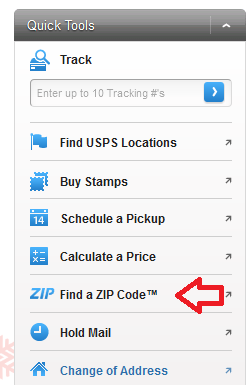 Quick Tools
Track
Enter up to 10 Tracking #'s
Find USPS Locations
Buy Stamps
14 Schedule a Pickup
Calculate a Price
ZIP Find a ZIP Code™
Hold Mail
Change of Address